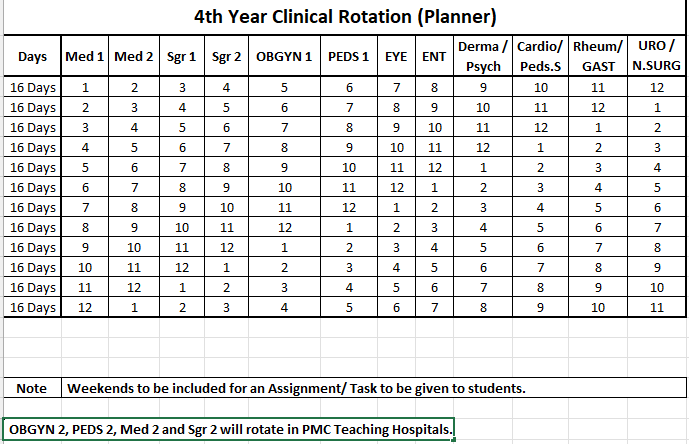 4th Year Clinical Rotation (Planner)
Days Med 1 Med 2 Sgr 1 Sgr 2 OBGYN 1 PEDS 1 EYE ENT Derma / Psych Cardio/ Peds.S Rheum/ GAST URO / N.SURG
16 Days 1 2 3 4 5 6 7 8 9 10 11 12
16 Days 2 3 4 5 6 7 8 9 10 11 12 1
16 Days 3 4 5 6 7 8 9 10 11 12 1 2
16 Days 4 5 6 7 8 9 10 11 12 1 2 3
16 Days 5 6 7 8 9 10 11 12 1 2 3 4
16 Days 6 7 8 9 10 11 12 1 2 3 4 5
16 Days 7 8 9 10 11 12 1 2 3 4 5 6
16 Days 8 9 10 11 12 1 2 3 4 5 6 7
16 Days 9 10 11 12 1 2 3 4 5 6 7 8
16 Days 10 11 12 1 2 3 4 5 6 7 8 9
16 Days 11 12 1 2 3 4 5 6 7 8 9 10
16 Days 12 1 2 3 4 5 6 7 8 9 10 11
Note Weekends to be included for an Assignment/ Task to be given to students.
OBGYN 2, PEDS 2, Med 2 and Sgr 2 will rotate in PMC Teaching Hospitals.